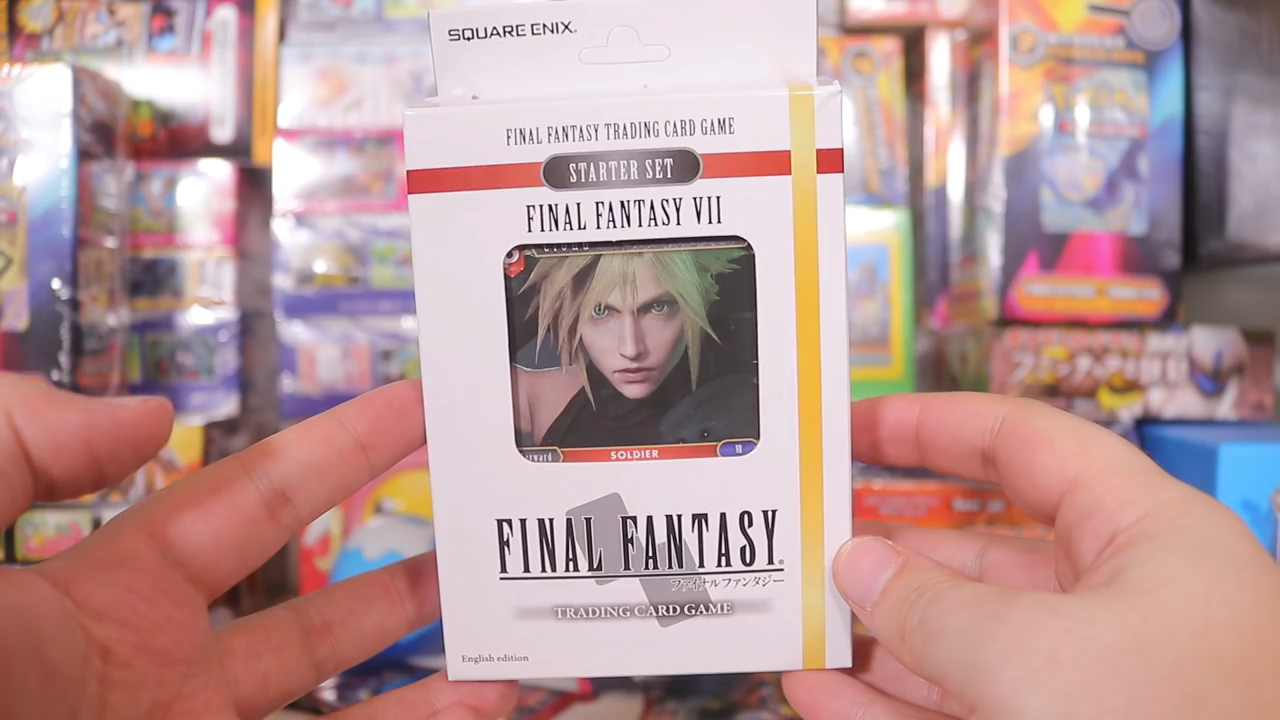 SQUARE ENIX.
FINAL FANTASY TRADING CARD GAME
STARTER SET
FINAL FANTASY VII
SOLDIER
VII
FINAL FANTASY®
ファイナルファンタジー
TRADING CARD GAME
English edition